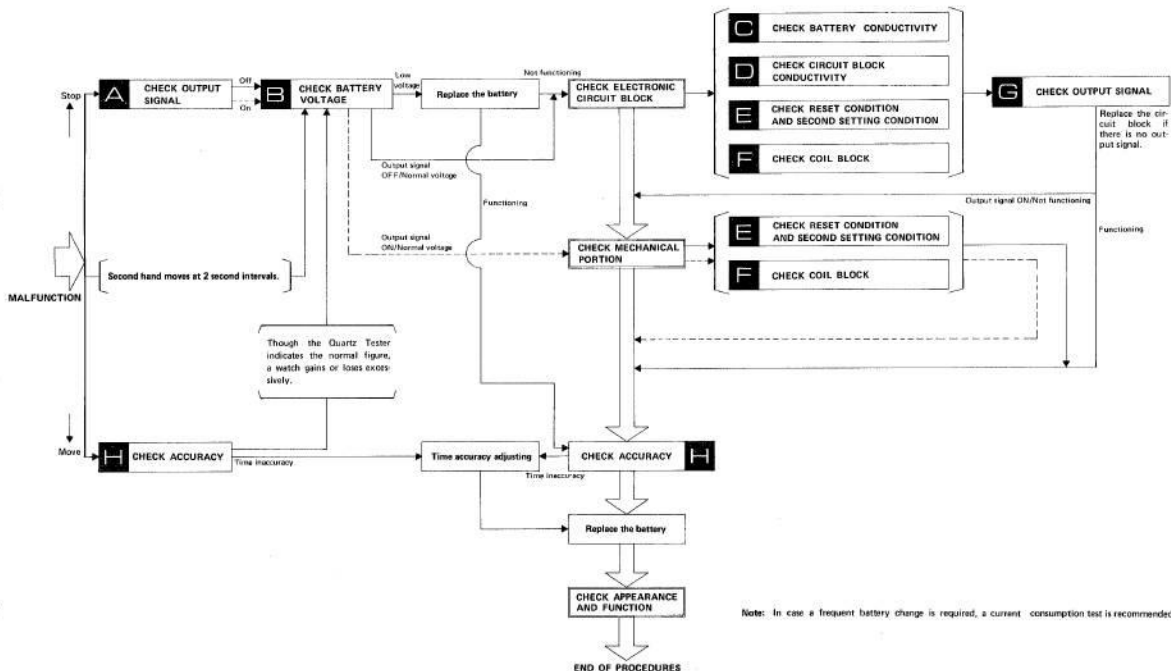 C CHECK BATTERY CONDUCTIVITY
D CHECK CIRCUIT BLOCK
CONDUCTIVITY
E CHECK RESET CONDITION
AND SECOND SETTING CONDITION
F CHECK COIL BLOCK
Stop
A CHECK OUTPUT
SIGNAL
Off
On
B CHECK BATTERY
VOLTAGE
Low
voltage
Replace the battery
Not functioning
CHECK ELECTRONIC
CIRCUIT BLOCK
G CHECK OUTPUT SIGNAL
Replace the cir-
cuit block if
there is no out-
put signal.
Output signal
OFF/Normal voltage
Functioning
Output signal ON/Not functioning
Functioning
Output signal
ON/Normal voltage
CHECK MECHANICAL
PORTION
E CHECK RESET CONDITION
AND SECOND SETTING CONDITION
F CHECK COIL BLOCK
Second hand moves at 2 second intervals.
MALFUNCTION
Though the Quartz Tester
indicates the normal figure,
a watch gains or loses exces-
sively.
Move
H CHECK ACCURACY
Time inaccuracy
Time accuracy adjusting
Time inaccuracy
CHECK ACCURACY H
Replace the battery
CHECK APPEARANCE
AND FUNCTION
Note: In case a frequent battery change is required, a current consumption test is recommended
END OF PROCEDURES